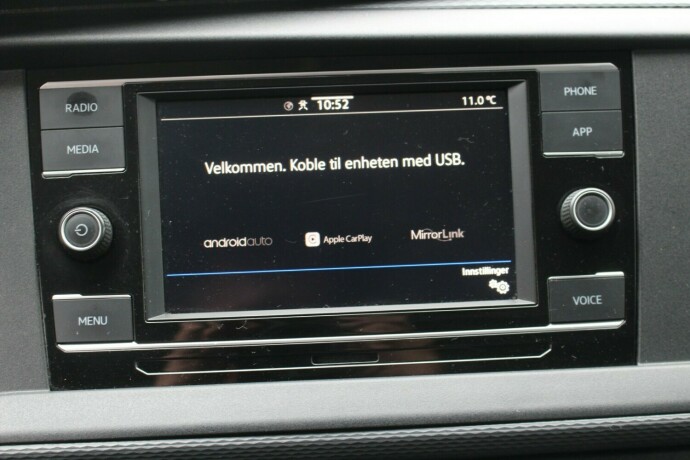 RADIO
MEDIA
MENU
10:52
11.0 °C
Velkommen. Koble til enheten med USB.
androidauto
Apple CarPlay
MirrorLink
Innstillinger
PHONE
APP
VOICE